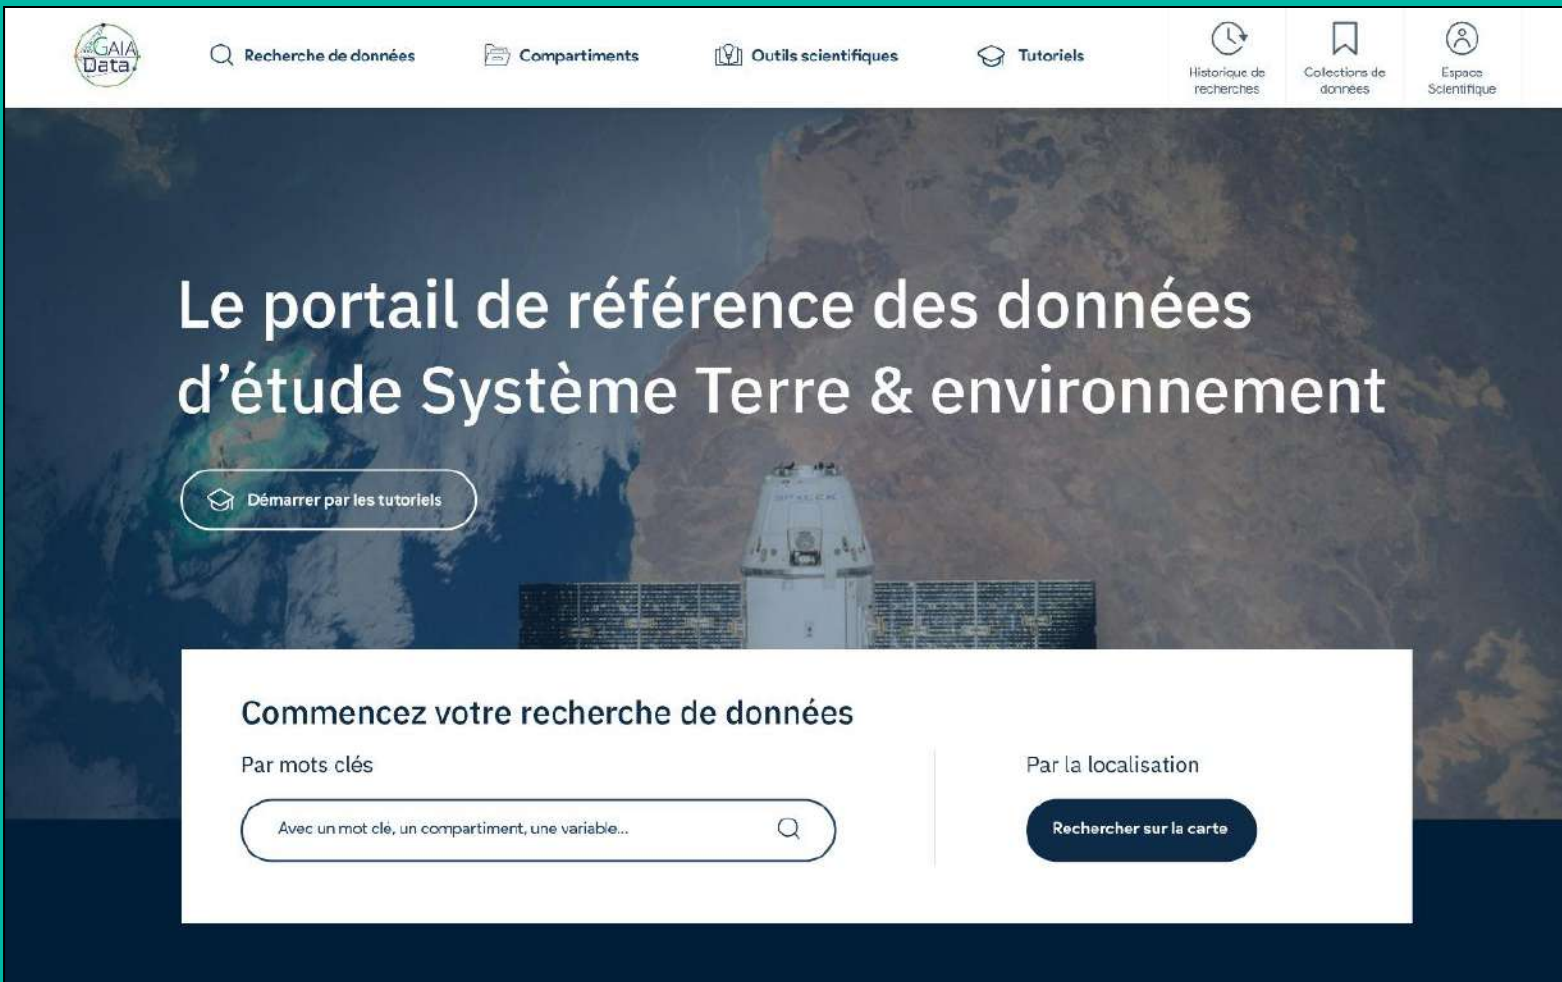 GAIA
Data
Recherche de données
Compartiments
Outils scientifiques
Tutoriels
Historique de
recherches
Collections de
données
Espace
Scientifique
Le portail de référence des données
d'étude Système Terre & environnement
Démarrer par les tutoriels
SPACEX
Commencez votre recherche de données
Par mots clés
Avec un mot clé, un compartiment, une variable...
Par la localisation
Rechercher sur la carte